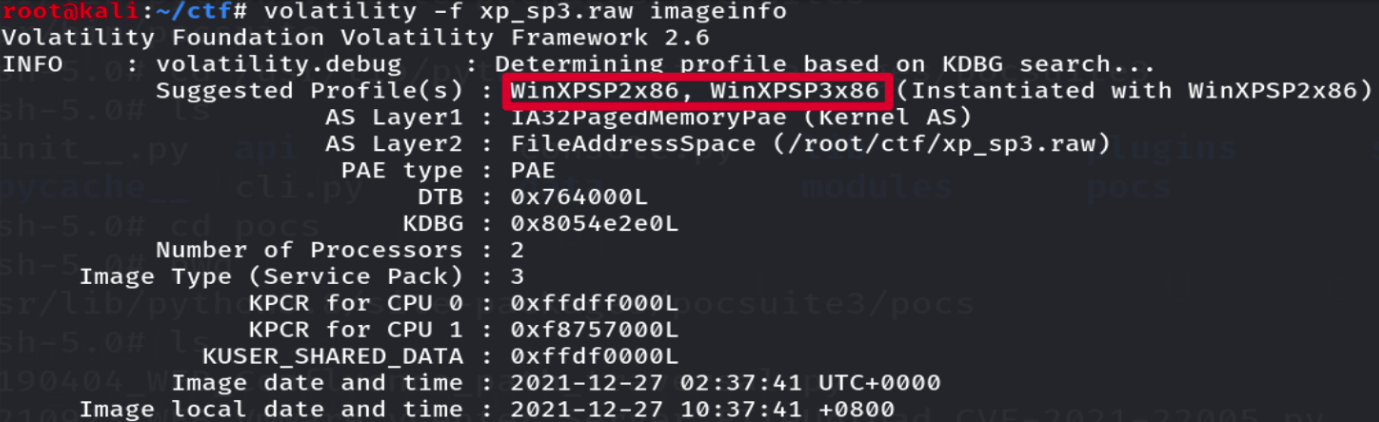 root@kali:~/ctf# volatility -f xp_sp3.raw imageinfo
Volatility Foundation Volatility Framework 2.6
INFO    : volatility.debug    : Determining profile based on KDBG search...
Suggested Profile(s) : WinXPSP2x86, WinXPSP3x86 (Instantiated with WinXPSP2x86)
AS Layer1 : IA32PagedMemoryPae (Kernel AS)
AS Layer2 : FileAddressSpace (/root/ctf/xp_sp3.raw)
PAE type : PAE
DTB : 0x764000L
KDBG : 0x8054e2e0L
Number of Processors : 2
Image Type (Service Pack) : 3
KPCR for CPU 0 : 0xffdff000L
KPCR for CPU 1 : 0xf8757000L
KUSER_SHARED_DATA : 0xffdf0000L
Image date and time : 2021-12-27 02:37:41 UTC+0000
Image local date and time : 2021-12-27 10:37:41 +0800